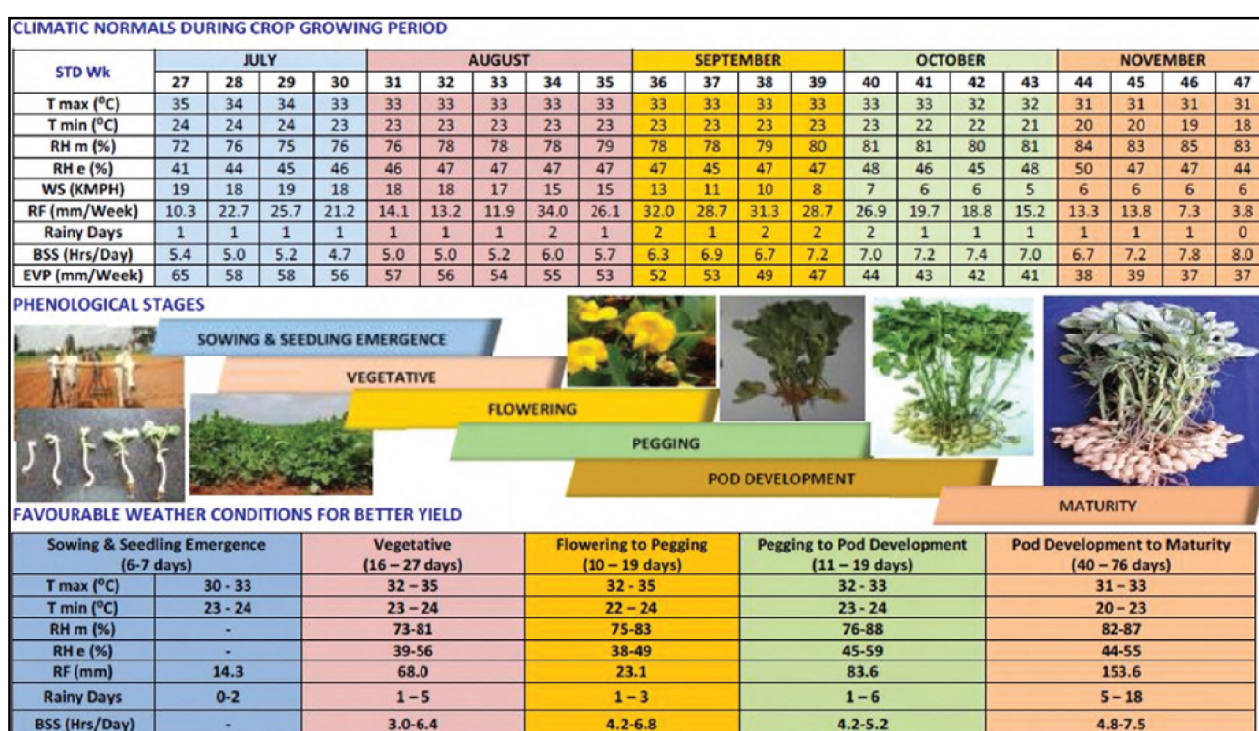 CLIMATIC NORMALS DURING CROP GROWING PERIOD
STD Wk JULY AUGUST SEPTEMBER OCTOBER NOVEMBER
27 28 29 30 31 32 33 34 35 36 37 38 39 40 41 42 43 44 45 46 47
T max (⁰C) 35 34 34 33 33 33 33 33 33 33 33 33 33 33 33 32 32 31 31 31 31
T min (⁰C) 24 24 24 23 23 23 23 23 23 23 23 23 23 23 22 22 21 20 20 19 18
RH m (%) 72 76 75 76 76 78 78 78 79 78 78 79 80 81 81 80 81 84 83 85 83
RH e (%) 41 44 45 46 46 47 47 47 47 47 45 47 47 48 46 45 48 50 47 47 44
WS (KMPH) 19 18 19 18 18 18 17 15 15 13 11 10 8 7 6 6 5 6 6 6 6
RF (mm/Week) 10.3 22.7 25.7 21.2 14.1 13.2 11.9 34.0 26.1 32.0 28.7 31.3 28.7 26.9 19.7 18.8 15.2 13.3 13.8 7.3 3.8
Rainy Days 1 1 1 1 1 1 1 2 1 2 1 2 2 2 1 1 1 1 1 1 0
BSS (Hrs/Day) 5.4 5.0 5.2 4.7 5.0 5.0 5.2 6.0 5.7 6.3 6.9 6.7 7.2 7.0 7.2 7.4 7.0 6.7 7.2 7.8 8.0
EVP (mm/Week) 65 58 58 56 57 56 54 55 53 52 53 49 47 44 43 42 41 38 39 37 37
PHENOLOGICAL STAGES
SOWING & SEEDLING EMERGENCE
VEGETATIVE
FLOWERING
PEGGING
POD DEVELOPMENT
MATURITY
FAVOURABLE WEATHER CONDITIONS FOR BETTER YIELD
Sowing & Seedling Emergence Vegetative Flowering to Pegging Pegging to Pod Development Pod Development to Maturity
(6-7 days) (16 – 27 days) (10 – 19 days) (11 – 19 days) (40 – 76 days)
T max (⁰C) 30 - 33 32 – 35 32 - 35 32 - 33 31 – 33
T min (⁰C) 23 - 24 23 – 24 22 – 24 23 - 24 20 – 23
RH m (%) - 73-81 75-83 76-88 82-87
RH e (%) - 39-56 38-49 45-59 44-55
RF (mm) 14.3 68.0 23.1 83.6 153.6
Rainy Days 0-2 1 – 5 1 – 3 1 – 6 5 – 18
BSS (Hrs/Day) - 3.0-6.4 4.2-6.8 4.2-5.2 4.8-7.5